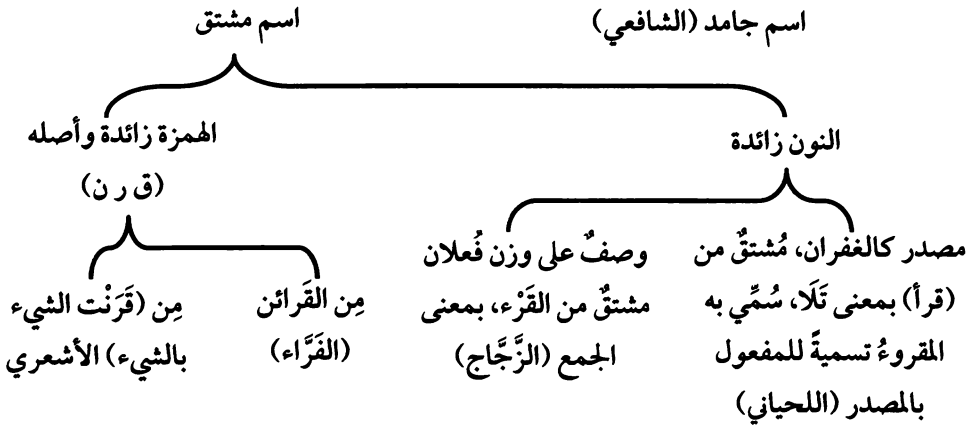 اسم جامد (الشافعي)
اسم مشتق
النون زائدة
الهمزة زائدة وأصله
(ق ر ن)
مصدر كالغفران، مُشتقٌ من
(قرأ) بمعنى تَلَا، سُمِّي به
المقروءُ تسميةً للمفعول
بالمصدر (اللحياني)
وصفٌ على وزن فُعلان
مشتقٌ من القَرْء، بمعنى
الجمع (الزَّجَّاج)
مِن القَرائن
(الفَرَّاء)
مِن (قَرَنْت الشيء
بالشيء) الأشعري